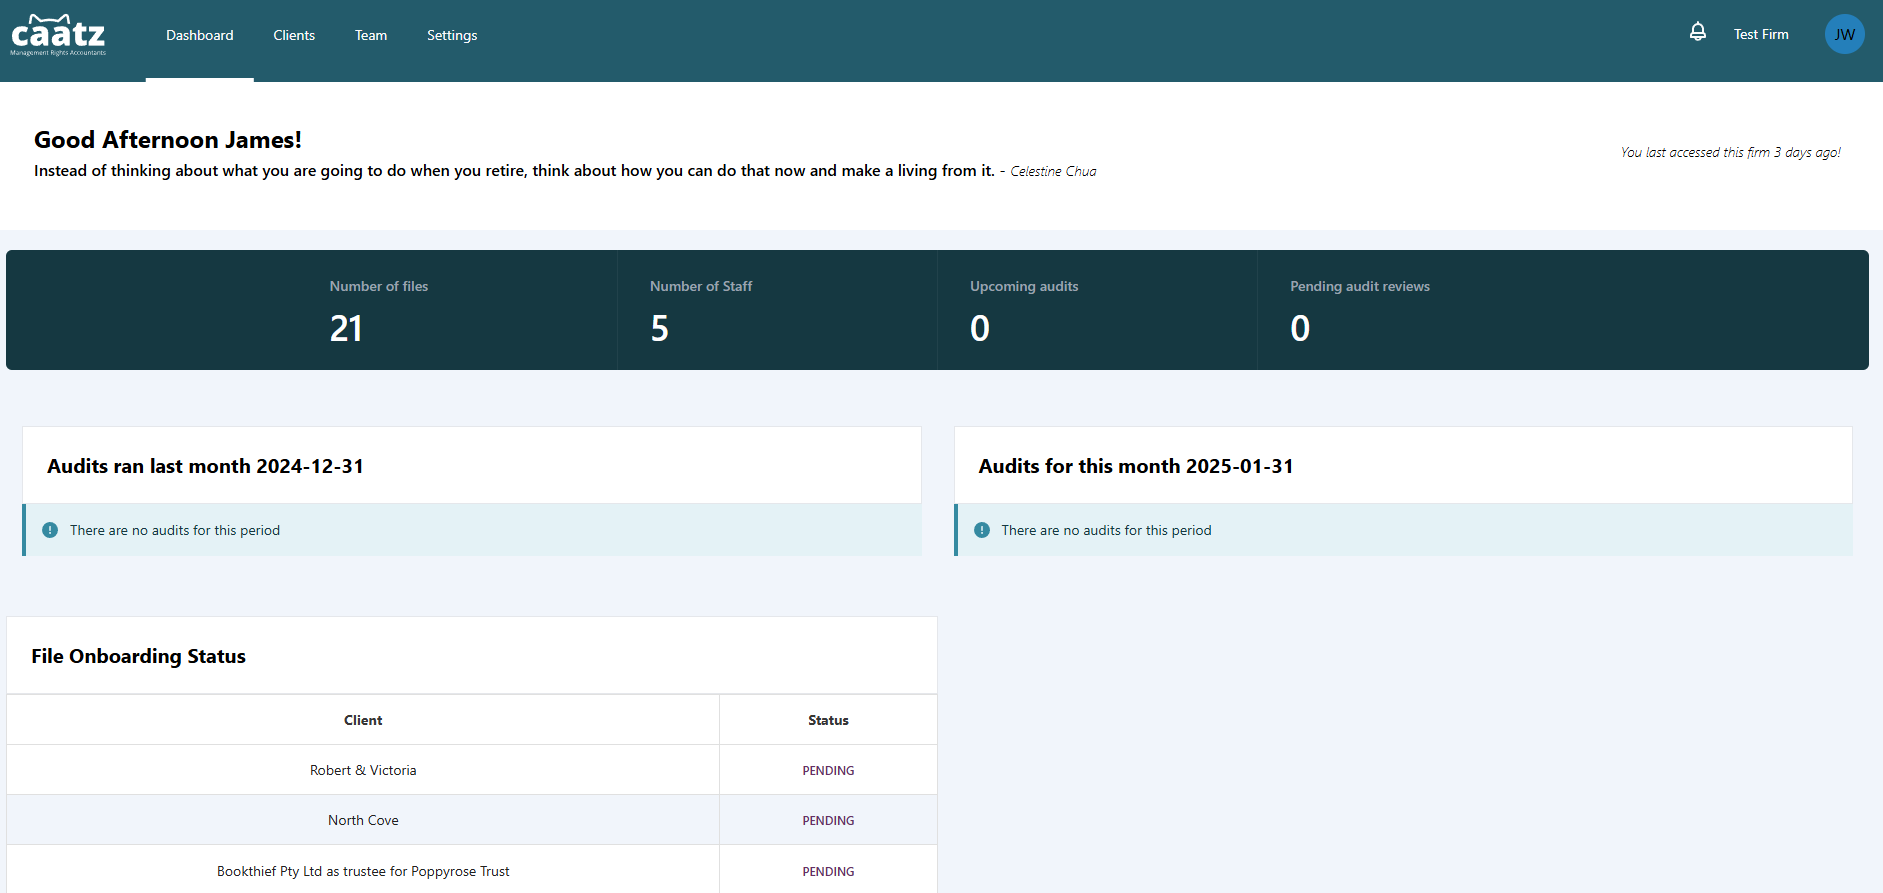 caatz
Management Rights Accountants
Dashboard
Clients
Team
Settings
Test Firm
JW
Good Afternoon James!
Instead of thinking about what you are going to do when you retire, think about how you can do that now and make a living from it. - Celestine Chua
You last accessed this firm 3 days ago!
Number of files
21
Number of Staff
5
Upcoming audits
0
Pending audit reviews
0
Audits ran last month 2024-12-31
There are no audits for this period
Audits for this month 2025-01-31
There are no audits for this period
File Onboarding Status
Client Status
Robert & Victoria PENDING
North Cove PENDING
Bookthief Pty Ltd as trustee for Poppyrose Trust PENDING